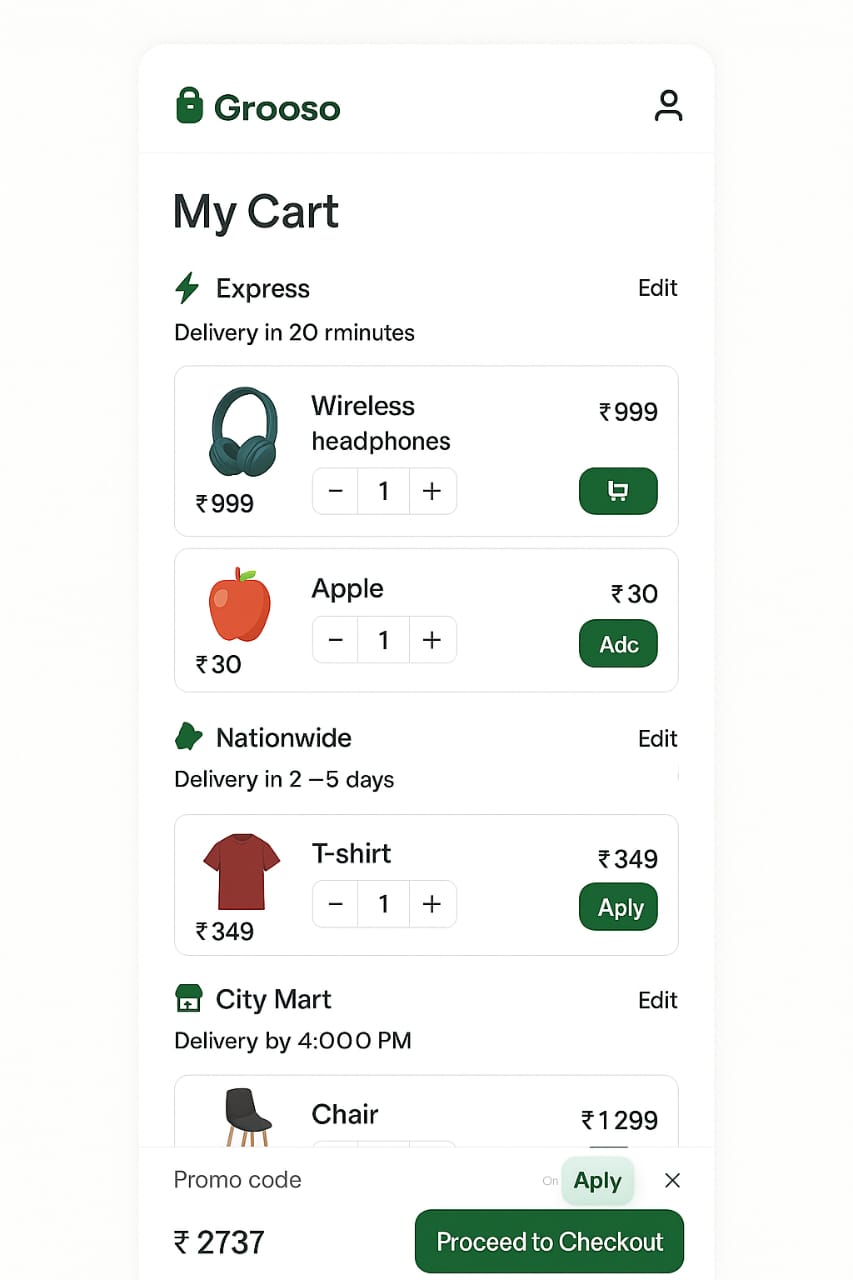 Grooso
My Cart
Express Edit
Delivery in 20 rminutes
Wireless
headphones
₹999
₹999
− 1 +
Apple
₹30
− 1 +
Adc
₹30
Nationwide Edit
Delivery in 2 –5 days
T-shirt
₹349
− 1 +
Aply
₹349
City Mart Edit
Delivery by 4:000 PM
Chair
₹1299
Promo code On Aply ×
₹ 2737 Proceed to Checkout